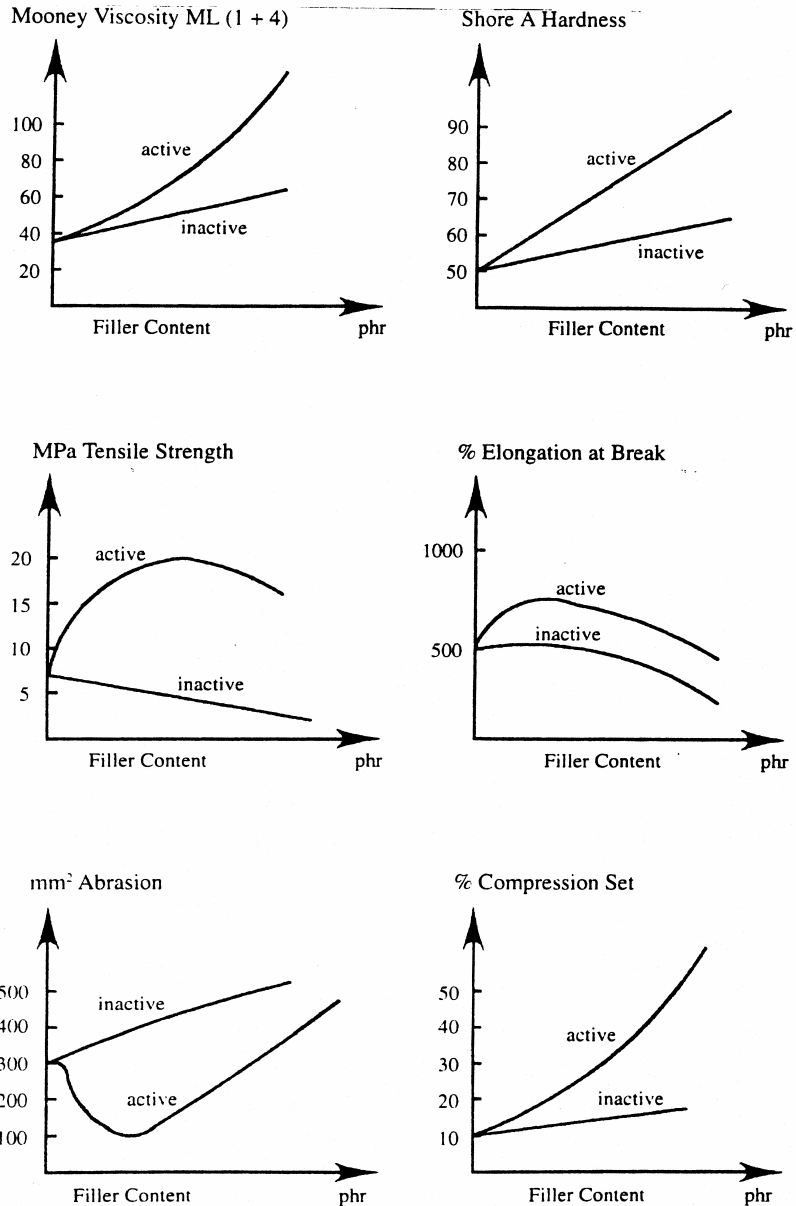 Mooney Viscosity ML (1 + 4)
100
80
60
40
20
active
inactive
Filler Content
phr
Shore A Hardness
90
80
70
60
50
active
inactive
Filler Content
phr
MPa Tensile Strength
20
15
10
5
active
inactive
Filler Content
phr
% Elongation at Break
1000
500
active
inactive
Filler Content
phr
mm² Abrasion
500
400
300
200
100
inactive
active
Filler Content
phr
% Compression Set
50
40
30
20
10
active
inactive
Filler Content
phr